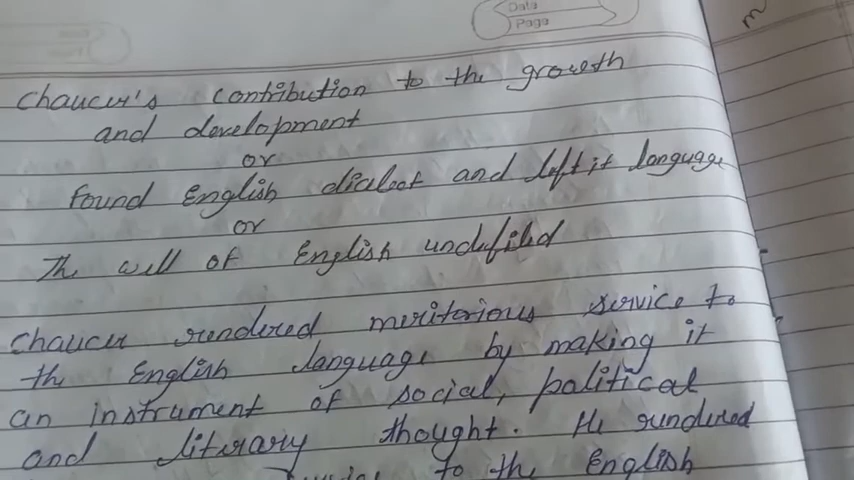 Data
Page
m
Chaucer's contribution to the growth
and development
or
found English dialect and left it language
or
The well of English undefiled
Chaucer rendered meritorious service to
the English language by making it
an instrument of social, political
and literary thought. He rendered
to the English